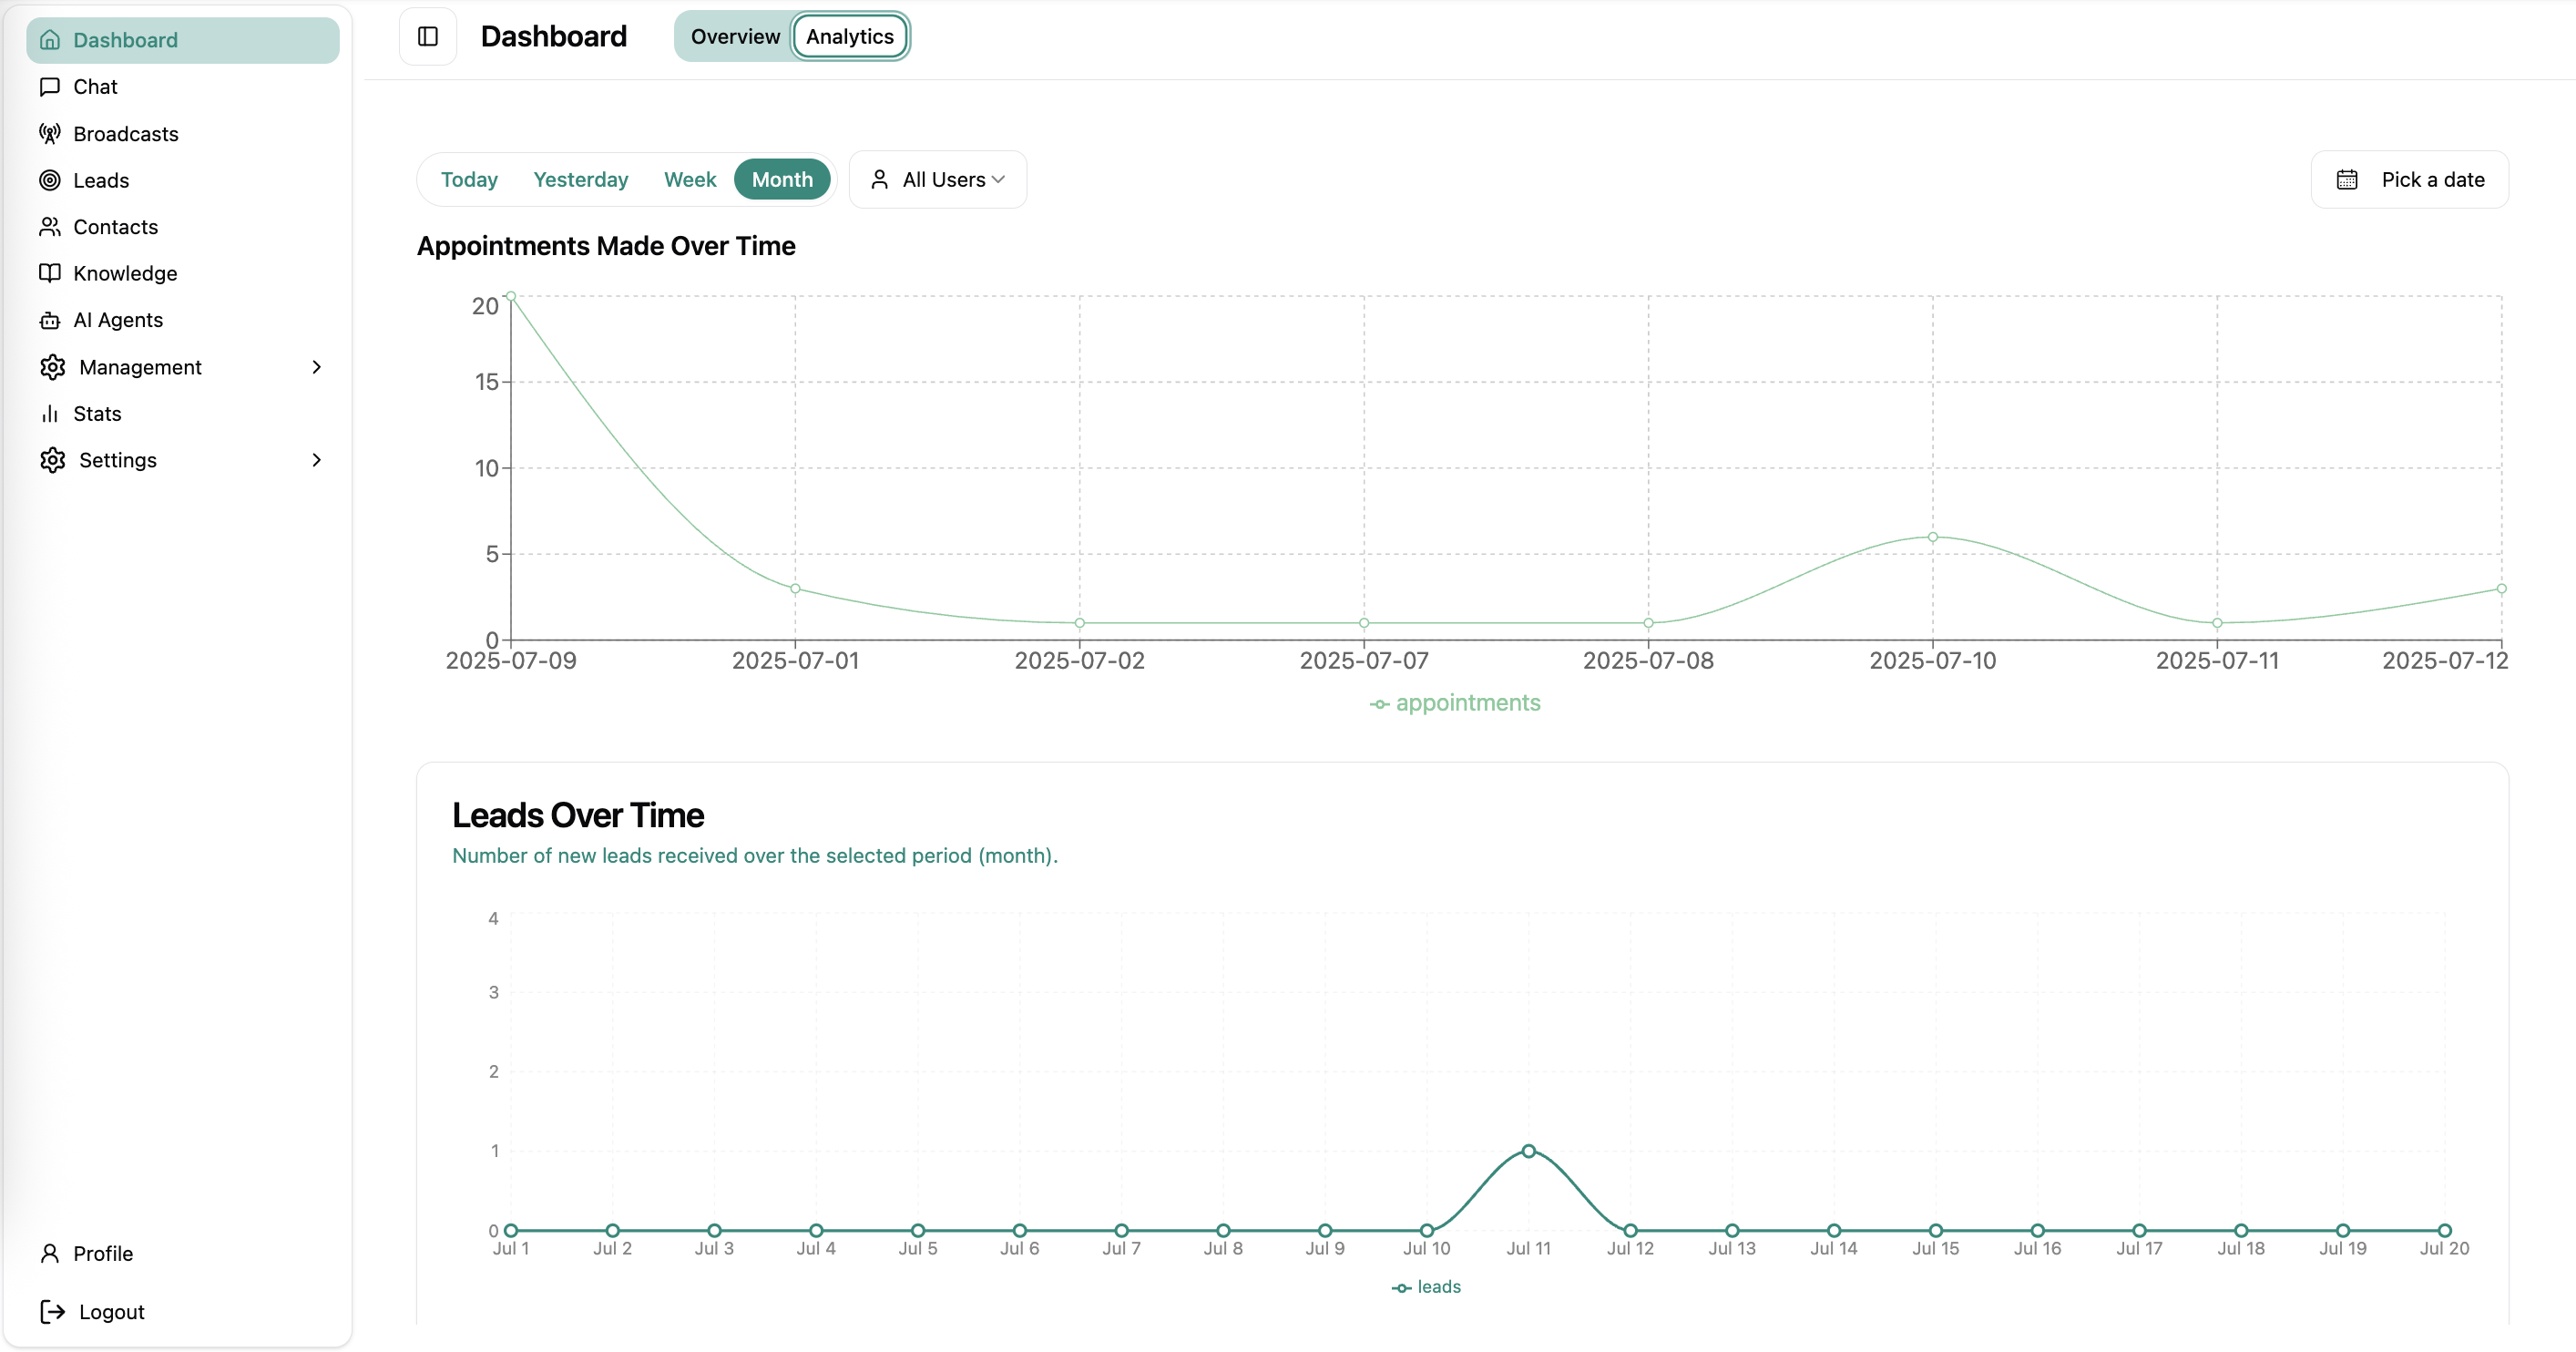 Dashboard
Chat
Broadcasts
Leads
Contacts
Knowledge
AI Agents
Management
Stats
Settings
Profile
Logout
Dashboard
Overview Analytics
Today Yesterday Week Month All Users Pick a date
Appointments Made Over Time
20
15
10
5
0
2025-07-09 2025-07-01 2025-07-02 2025-07-07 2025-07-08 2025-07-10 2025-07-11 2025-07-12
appointments
Leads Over Time
Number of new leads received over the selected period (month).
4
3
2
1
0
Jul 1 Jul 2 Jul 3 Jul 4 Jul 5 Jul 6 Jul 7 Jul 8 Jul 9 Jul 10 Jul 11 Jul 12 Jul 13 Jul 14 Jul 15 Jul 16 Jul 17 Jul 18 Jul 19 Jul 20
leads